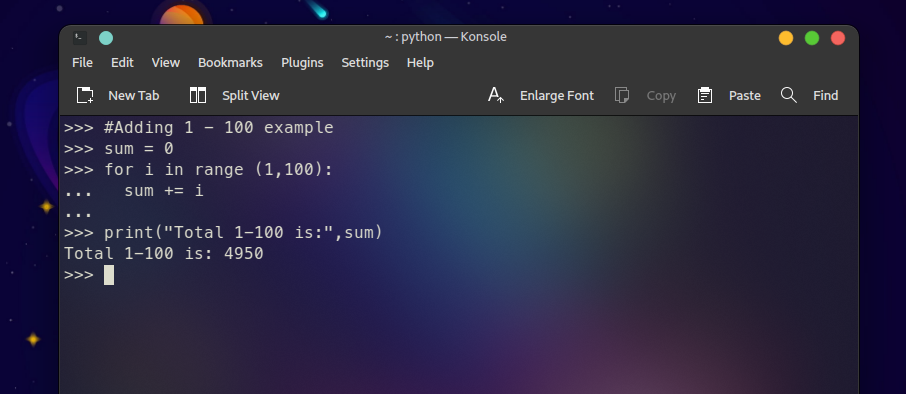 ~ : python — Konsole
File Edit View Bookmarks Plugins Settings Help
New Tab Split View Enlarge Font Copy Paste Find
>>> #Adding 1 - 100 example
>>> sum = 0
>>> for i in range (1,100):
...   sum += i
...
>>> print("Total 1-100 is:",sum)
Total 1-100 is: 4950
>>>